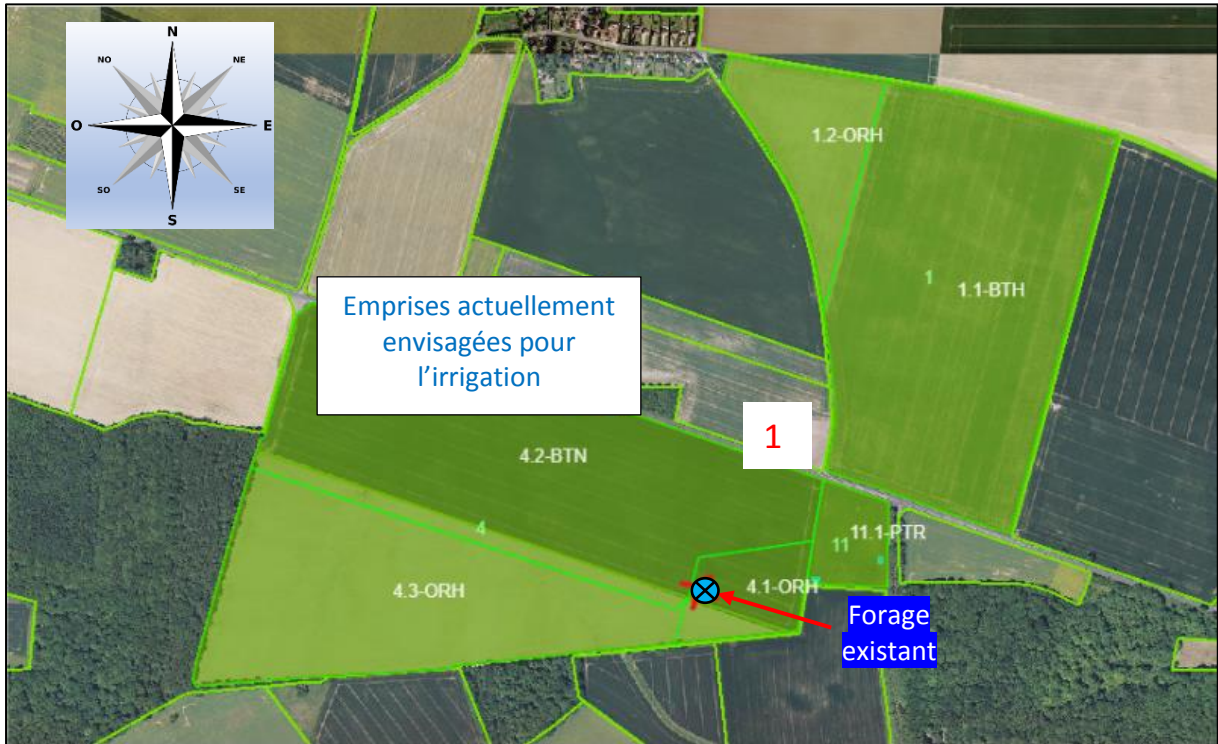 N
NO
NE
O
E
SO
SE
S
1.2-ORH
1
1.1-BTH
Emprises actuellement
envisagées pour
l'irrigation
1
4.2-BTN
4
11.1-PTR
11
4.3-ORH
4.1-ORH
Forage
existant